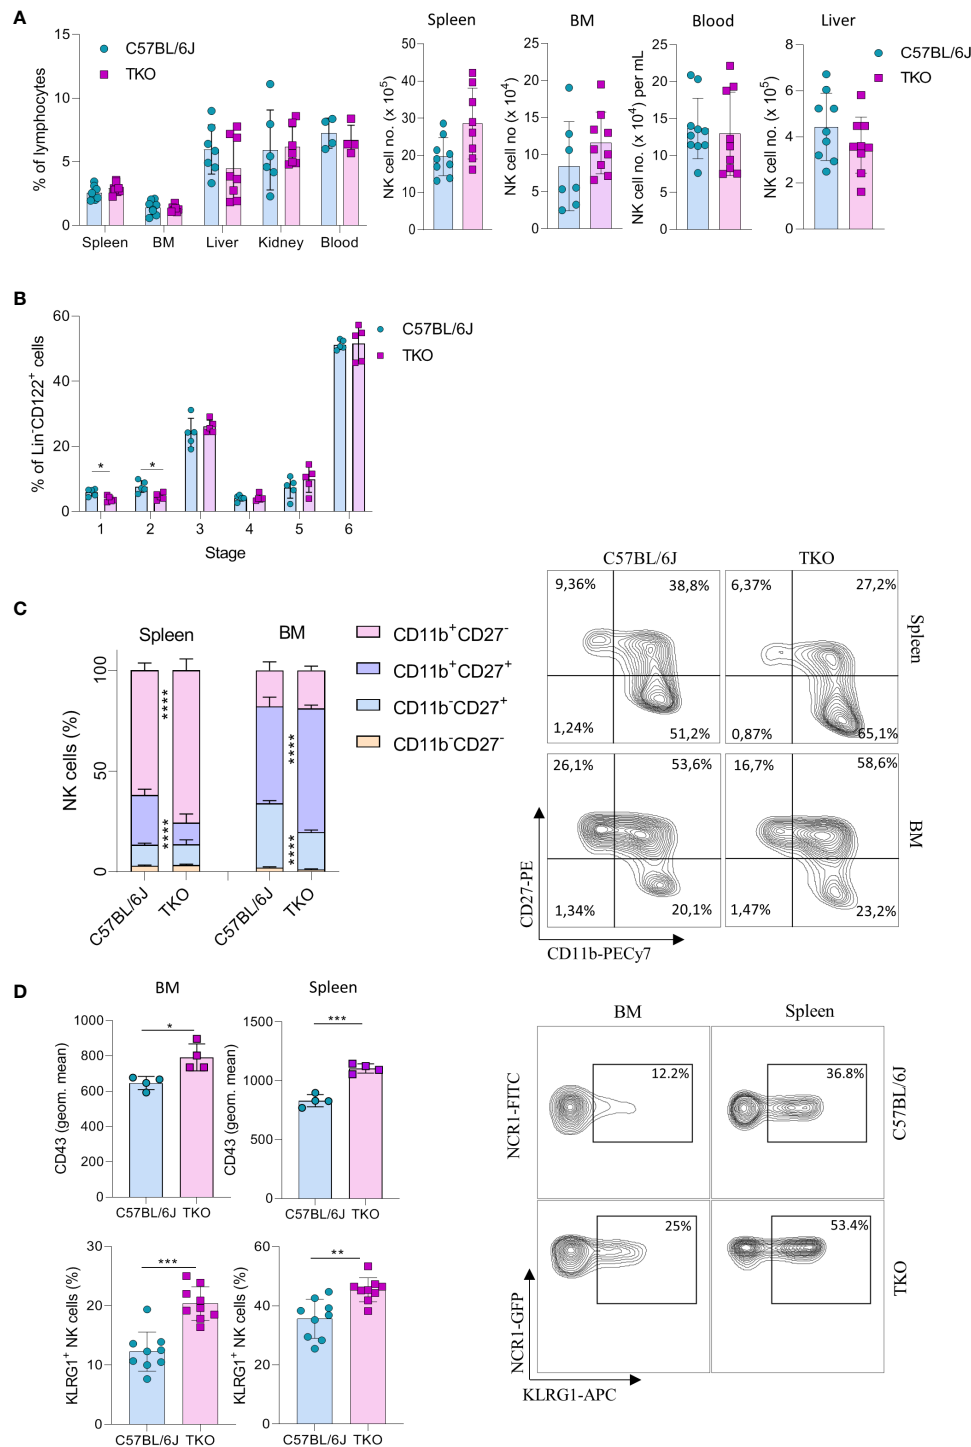 A
% of lymphocytes
15
10
5
0
C57BL/6J
TKO
Spleen
BM
Liver
Kidney
Blood
Spleen
NK cell no. (x 10⁵)
50
40
30
20
10
0
BM
NK cell no (x 10⁴)
25
20
15
10
5
0
Blood
NK cell no. (x 10⁴) per mL
25
20
15
10
5
0
Liver
NK cell no. (x 10⁵)
8
6
4
2
0
C57BL/6J
TKO
B
% of Lin⁻CD122⁺ cells
60
40
20
0
* *
C57BL/6J
TKO
1 2 3 4 5 6
Stage
C
Spleen BM
NK cells (%)
100
50
0
****
****
****
****
C57BL/6J
TKO
C57BL/6J
TKO
CD11b⁺CD27⁻
CD11b⁺CD27⁺
CD11b⁻CD27⁺
CD11b⁻CD27⁻
C57BL/6J TKO
9,36% 38,8% 6,37% 27,2%
Spleen
1,24% 51,2% 0,87% 65,1%
26,1% 53,6% 16,7% 58,6%
BM
1,34% 20,1% 1,47% 23,2%
CD27-PE
CD11b-PECy7
D
BM
CD43 (geom. mean)
1000
800
600
400
200
0
*
C57BL/6J TKO
Spleen
CD43 (geom. mean)
1500
1000
500
0
***
C57BL/6J TKO
KLRG1⁺ NK cells (%)
30
20
10
0
***
C57BL/6J TKO
KLRG1⁺ NK cells (%)
60
40
20
0
**
C57BL/6J TKO
BM Spleen
12.2% 36.8%
NCR1-FITC
C57BL/6J
25% 53.4%
NCR1-GFP
TKO
KLRG1-APC